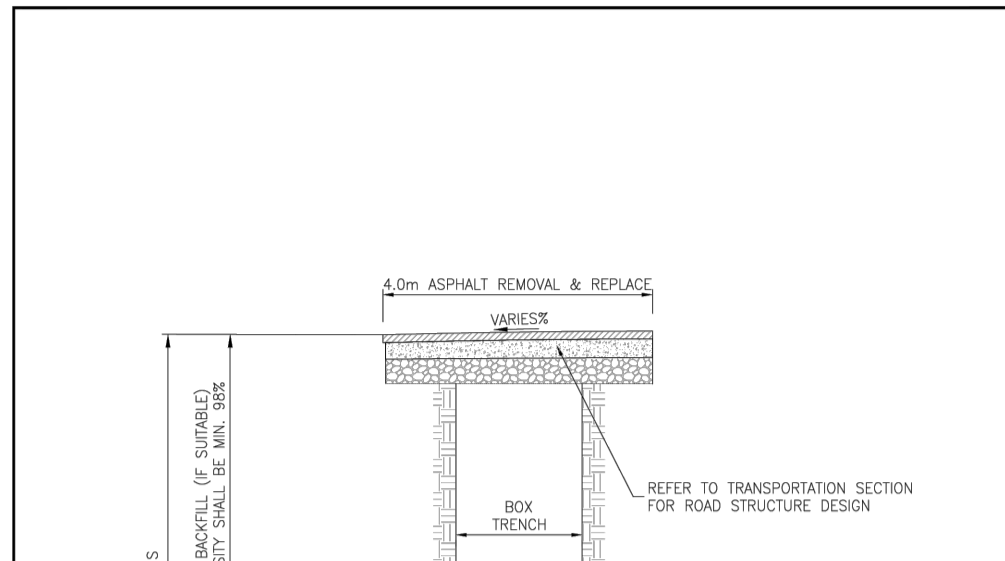 4.0m ASPHALT REMOVAL & REPLACE
VARIES%
BACKFILL (IF SUITABLE)
SHALL BE MIN. 98%
REFER TO TRANSPORTATION SECTION
FOR ROAD STRUCTURE DESIGN
BOX
TRENCH